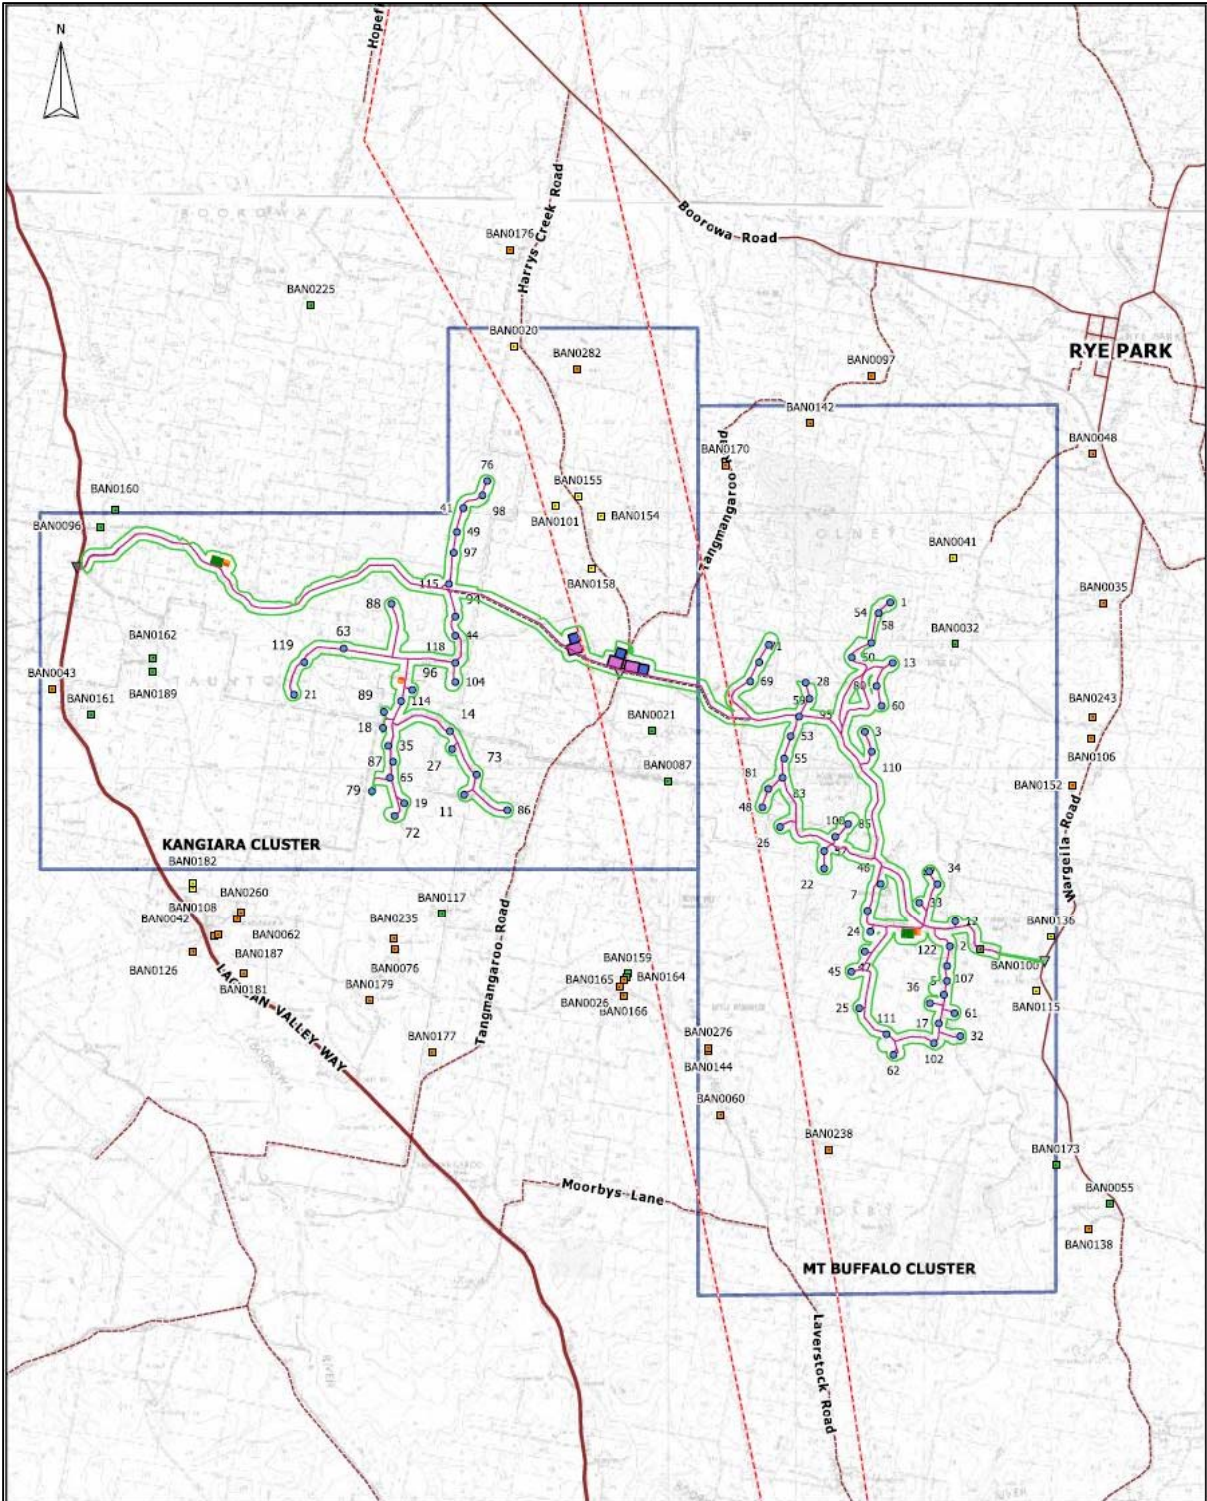 N
Hopef
Harrys Creek Road
Boorowa Road
BAN0176
BAN0225
BAN0020
BAN0282
BAN0097
RYE PARK
BAN0142
BAN0170
BAN0048
Tangmangaroo
76
BAN0155
BAN0160
41
98
BAN0101
BAN0154
BAN0096
49
97
BAN0041
BAN0158
115
94
88
1
BAN0035
54
58
44
BAN0162
119
63
118
71
BAN0032
50
13
96
BAN0043
BAN0189
104
69
28
80
21
89
114
59
60
BAN0161
14
95
BAN0243
18
BAN0021
3
35
53
BAN0106
27
73
55
110
87
65
BAN0087
81
BAN0152
79
83
19
11
86
48
72
26
100
85
KANGIARA CLUSTER
57
BAN0182
22
46
34
Wargeila Road
7
BAN0260
BAN0117
33
BAN0108
BAN0042
BAN0235
12
BAN0136
BAN0062
24
122
2
BAN0126
BAN0187
BAN0076
BAN0159
BAN0100
BAN0181
BAN0165
BAN0164
45
107
5
BAN0179
36
BAN0115
BAN0026
BAN0166
25
61
LACHLAN VALLEY WAY
Tangmangaroo Road
111
17
32
BAN0276
BAN0177
102
BAN0144
62
BAN0060
BAN0238
BAN0173
Moorbys Lane
BAN0055
BAN0138
MT BUFFALO CLUSTER
Laverstock Road